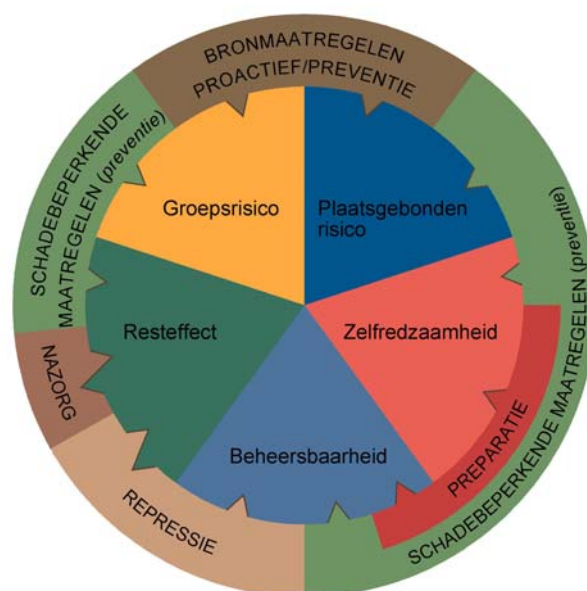 BRONMAATREGELEN
PROACTIEF/PREVENTIE
SCHADEBEPERKENDE
MAATREGELEN (preventie)
Groepsrisico
Plaatsgebonden
risico
Resteffect
Zelfredzaamheid
Beheersbaarheid
NAZORG
REPRESSIE
PREPARATIE
SCHADEBEPERKENDE MAATREGELEN (preventie)